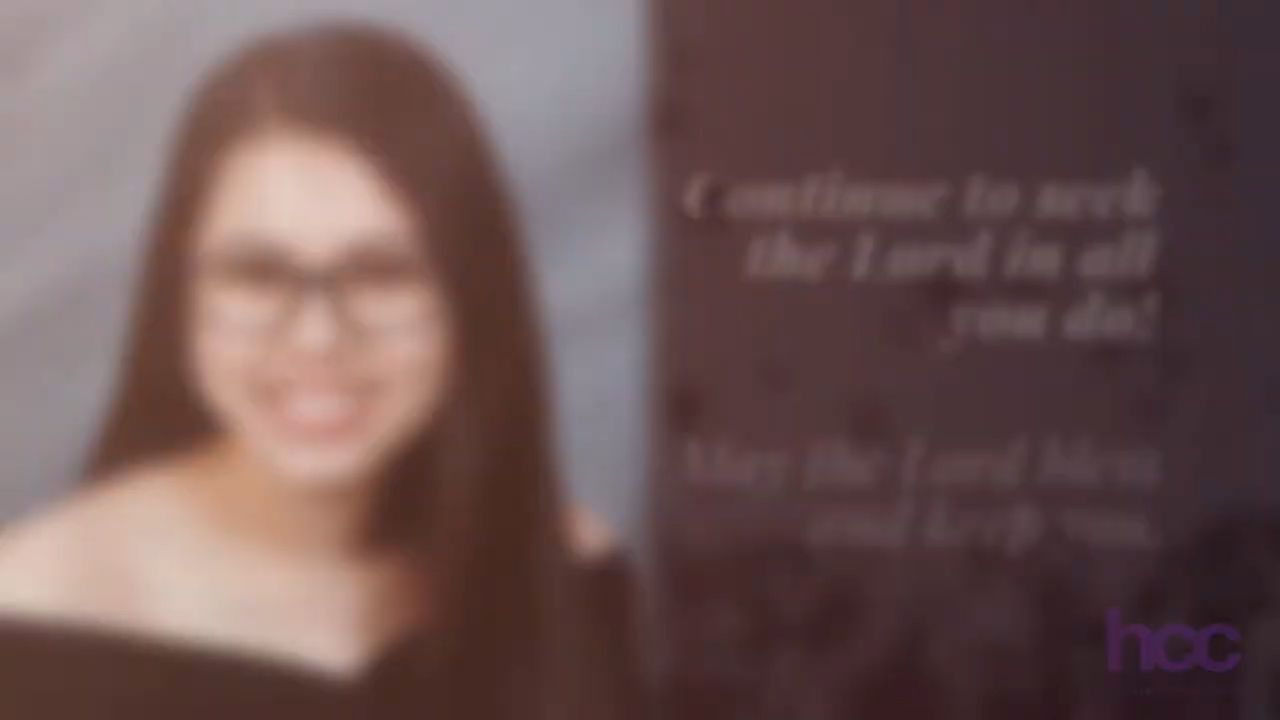 Continue to seek
the Lord in all
you do!
May the Lord bless
and keep you.
hcc